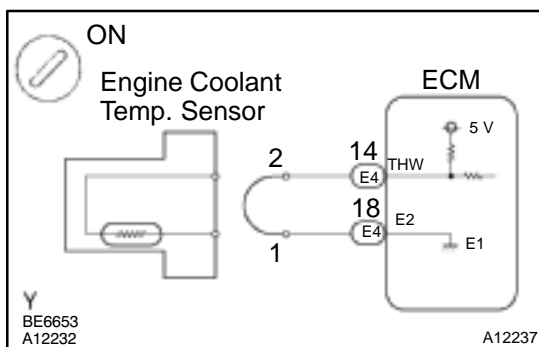 ON
Engine Coolant
Temp. Sensor
ECM
5 V
2
14
THW
E4
18
E2
E4
1
E1
Y
BE6653
A12232
A12237